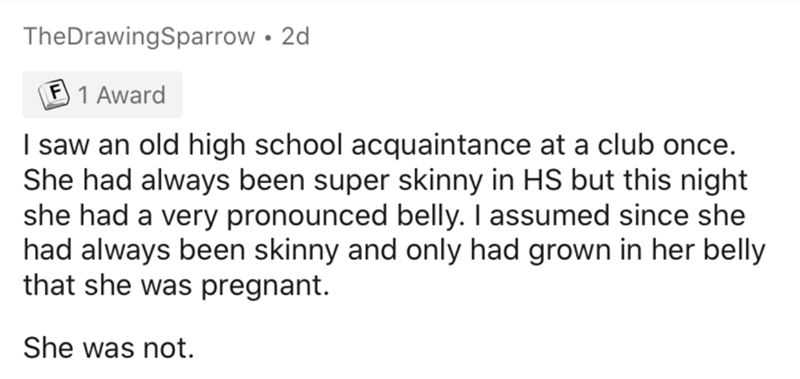 TheDrawingSparrow • 2d
F 1 Award
I saw an old high school acquaintance at a club once.
She had always been super skinny in HS but this night
she had a very pronounced belly. I assumed since she
had always been skinny and only had grown in her belly
that she was pregnant.
She was not.